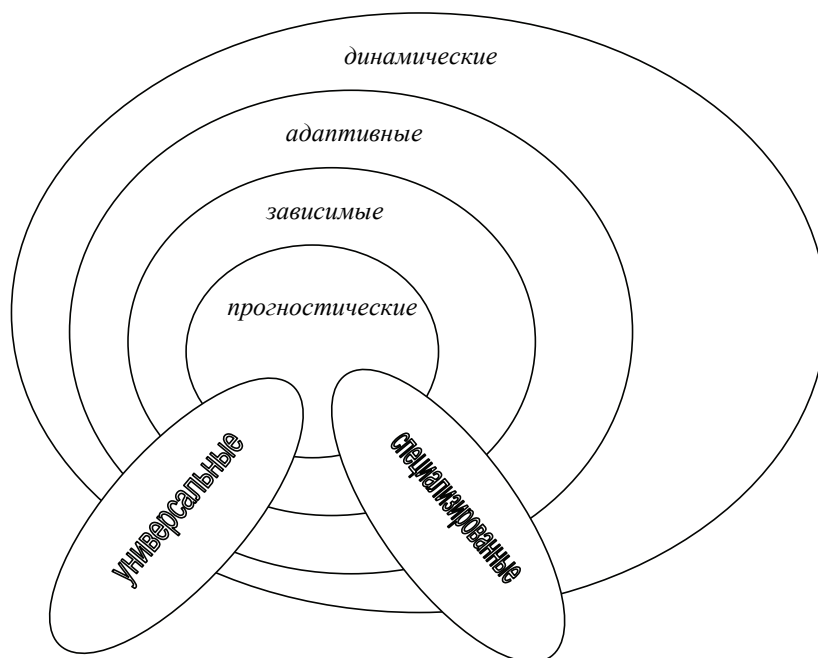 динамические
адаптивные
зависимые
прогностические
универсальные
специализированные